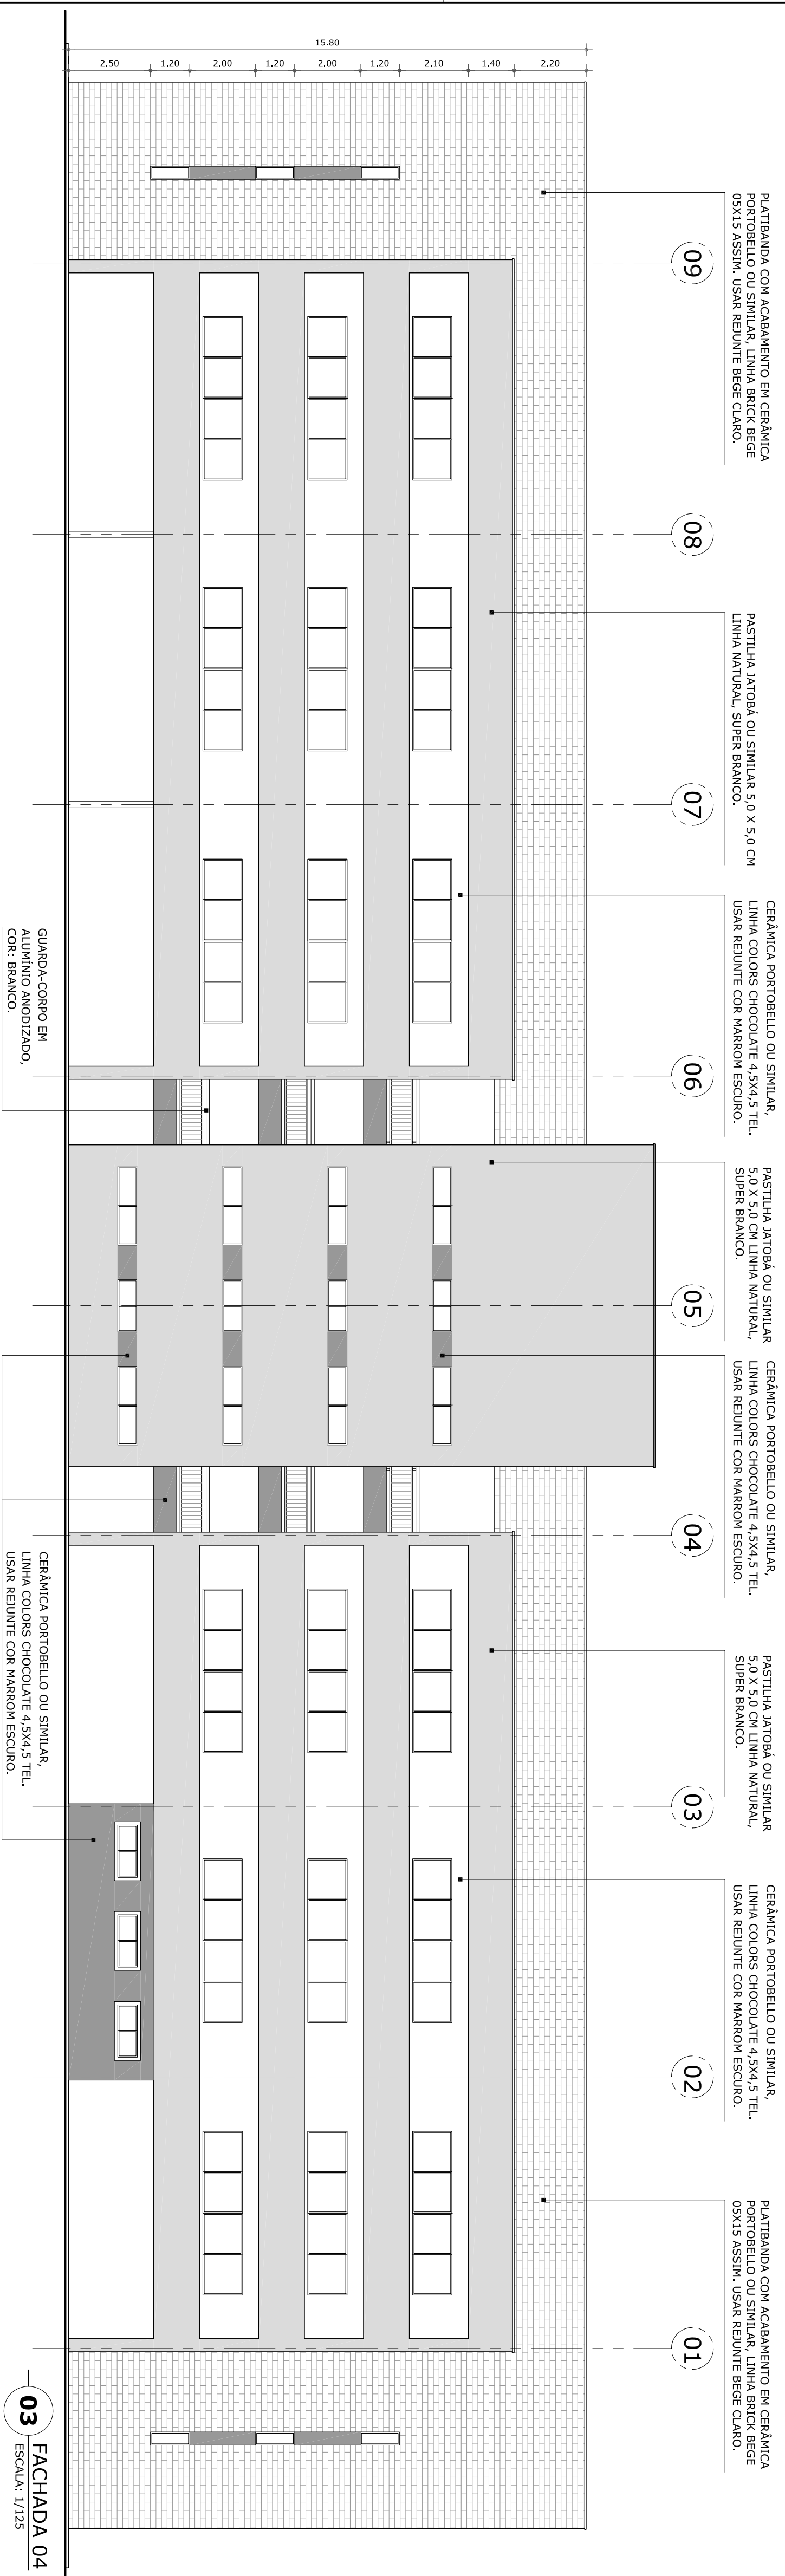 15.80
2.50
1.20
2.00
1.20
2.00
1.20
2.10
1.40
2.20
PLATIBANDA COM ACABAMENTO EM CERÂMICA
PORTOBELLO OU SIMILAR, LINHA BRICK BEGE
05X15 ASSIM. USAR REJUNTE BEGE CLARO.
PASTILHA JATOBÁ OU SIMILAR 5,0 X 5,0 CM
LINHA NATURAL, SUPER BRANCO.
CERÂMICA PORTOBELLO OU SIMILAR,
LINHA COLORS CHOCOLATE 4,5X4,5 TEL.
USAR REJUNTE COR MARROM ESCURO.
PASTILHA JATOBÁ OU SIMILAR
5,0 X 5,0 CM LINHA NATURAL,
SUPER BRANCO.
CERÂMICA PORTOBELLO OU SIMILAR,
LINHA COLORS CHOCOLATE 4,5X4,5 TEL.
USAR REJUNTE COR MARROM ESCURO.
PASTILHA JATOBÁ OU SIMILAR
5,0 X 5,0 CM LINHA NATURAL,
SUPER BRANCO.
CERÂMICA PORTOBELLO OU SIMILAR,
LINHA COLORS CHOCOLATE 4,5X4,5 TEL.
USAR REJUNTE COR MARROM ESCURO.
PLATIBANDA COM ACABAMENTO EM CERÂMICA
PORTOBELLO OU SIMILAR, LINHA BRICK BEGE
05X15 ASSIM. USAR REJUNTE BEGE CLARO.
09
08
07
06
05
04
03
02
01
GUARDA-CORPO EM
ALUMÍNIO ANODIZADO,
COR: BRANCO.
CERÂMICA PORTOBELLO OU SIMILAR,
LINHA COLORS CHOCOLATE 4,5X4,5 TEL.
USAR REJUNTE COR MARROM ESCURO.
03
FACHADA 04
ESCALA: 1/125